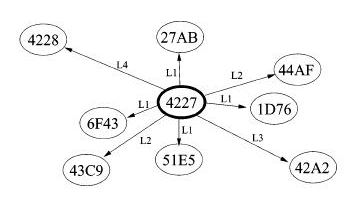 27AB
4228
L4
L1
L2
44AF
4227
L1
L1
1D76
6F43
L2
L1
L3
43C9
51E5
42A2